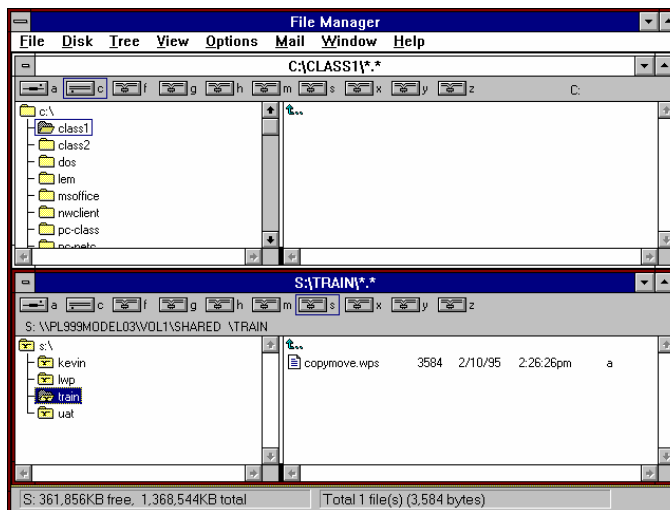 File Manager
File Disk Tree View Options Mail Window Help
C:\CLASS1\*.*
a c f g h m s x y z C:
c:\
class1
class2
dos
lem
msoffice
nwclient
pc-class
pc-netc
S:\TRAIN\*.*
a c f g h m s x y z
S: \\PL999MODEL03\VOL1\SHARED \TRAIN
s:\
kevin
lwp
train
uat
copymove.wps 3584 2/10/95 2:26:26pm a
S: 361,856KB free, 1,368,544KB total Total 1 file(s) (3,584 bytes)